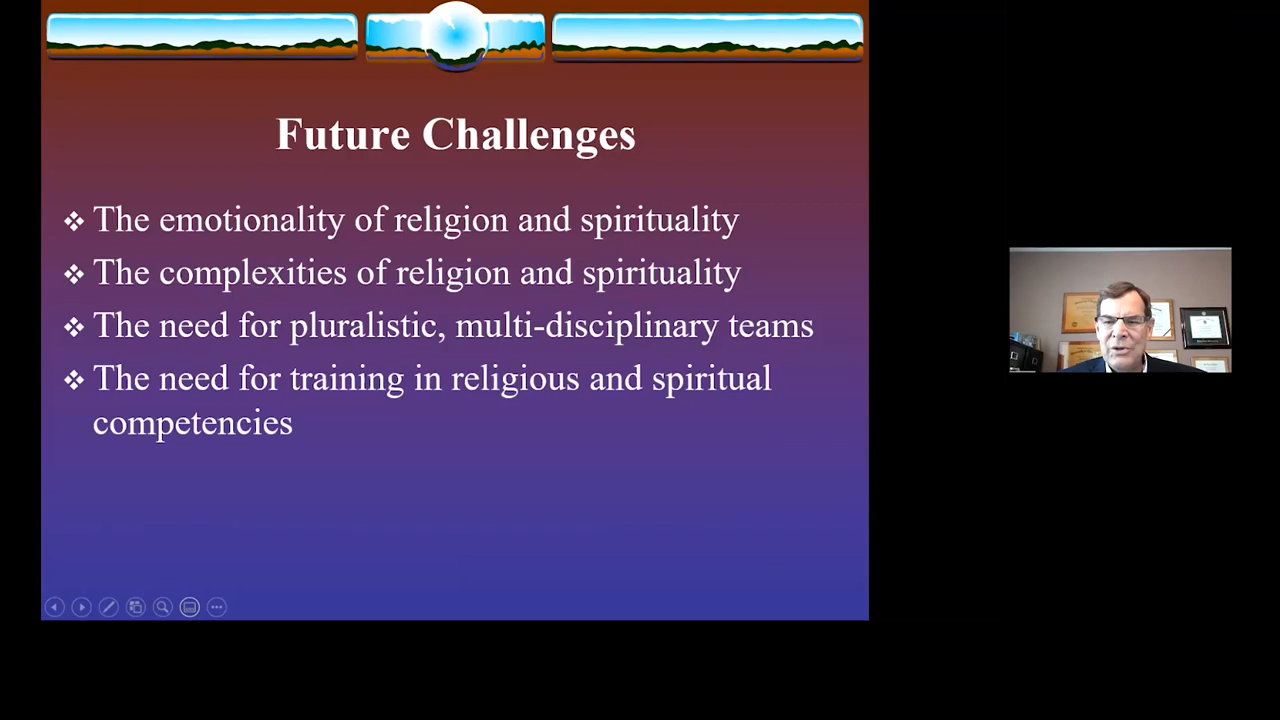 Future Challenges
❖ The emotionality of religion and spirituality
❖ The complexities of religion and spirituality
❖ The need for pluralistic, multi-disciplinary teams
❖ The need for training in religious and spiritual
competencies